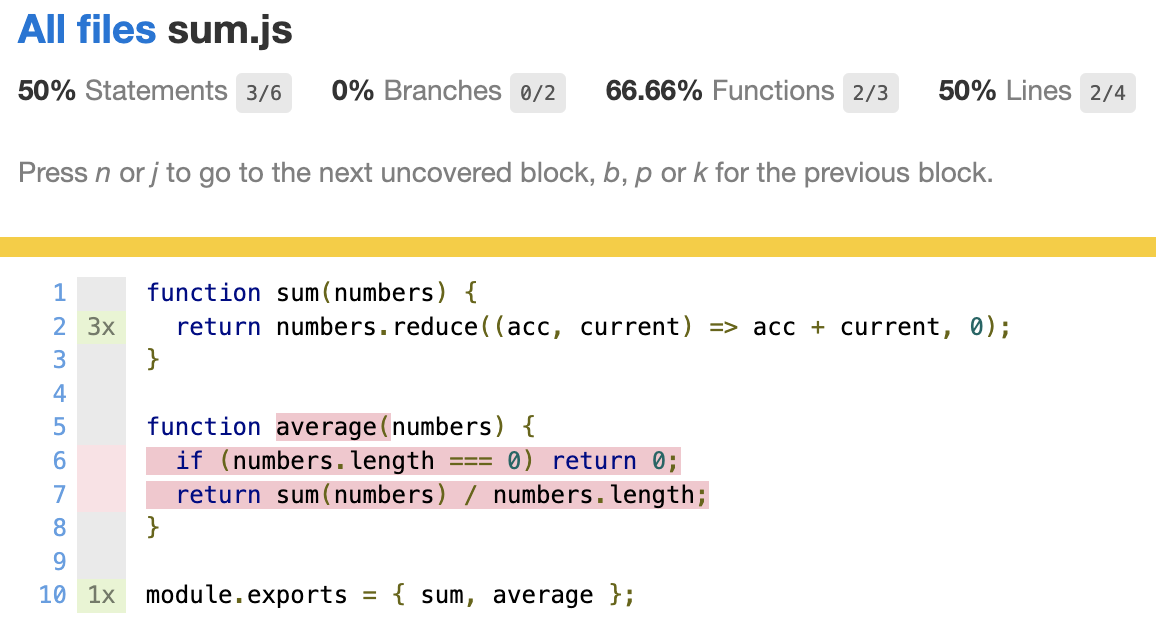 All files sum.js
50% Statements 3/6 0% Branches 0/2 66.66% Functions 2/3 50% Lines 2/4
Press n or j to go to the next uncovered block, b, p or k for the previous block.
1 function sum(numbers) {
2 3x return numbers.reduce((acc, current) => acc + current, 0);
3 }
4
5 function average(numbers) {
6 if (numbers.length === 0) return 0;
7 return sum(numbers) / numbers.length;
8 }
9
10 1x module.exports = { sum, average };